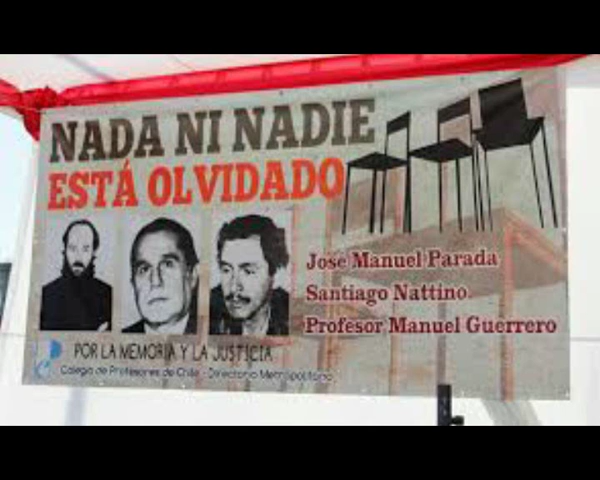 NADA NI NADIE
ESTÁ OLVIDADO
José Manuel Parada
Santiago Nattino
Profesor Manuel Guerrero
POR LA MEMORIA Y LA JUSTICIA
Colegio de Profesores de Chile - Directorio Metropolitano